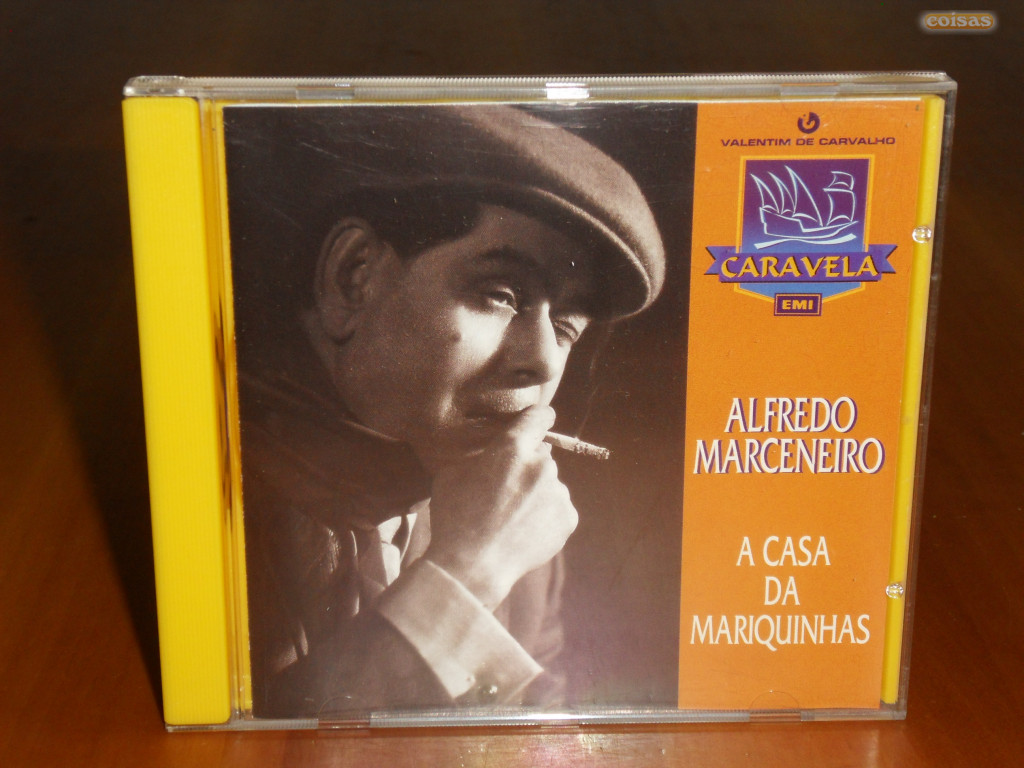 coisas
VALENTIM DE CARVALHO
CARAVELA
EMI
ALFREDO
MARCENEIRO
A CASA
DA
MARIQUINHAS